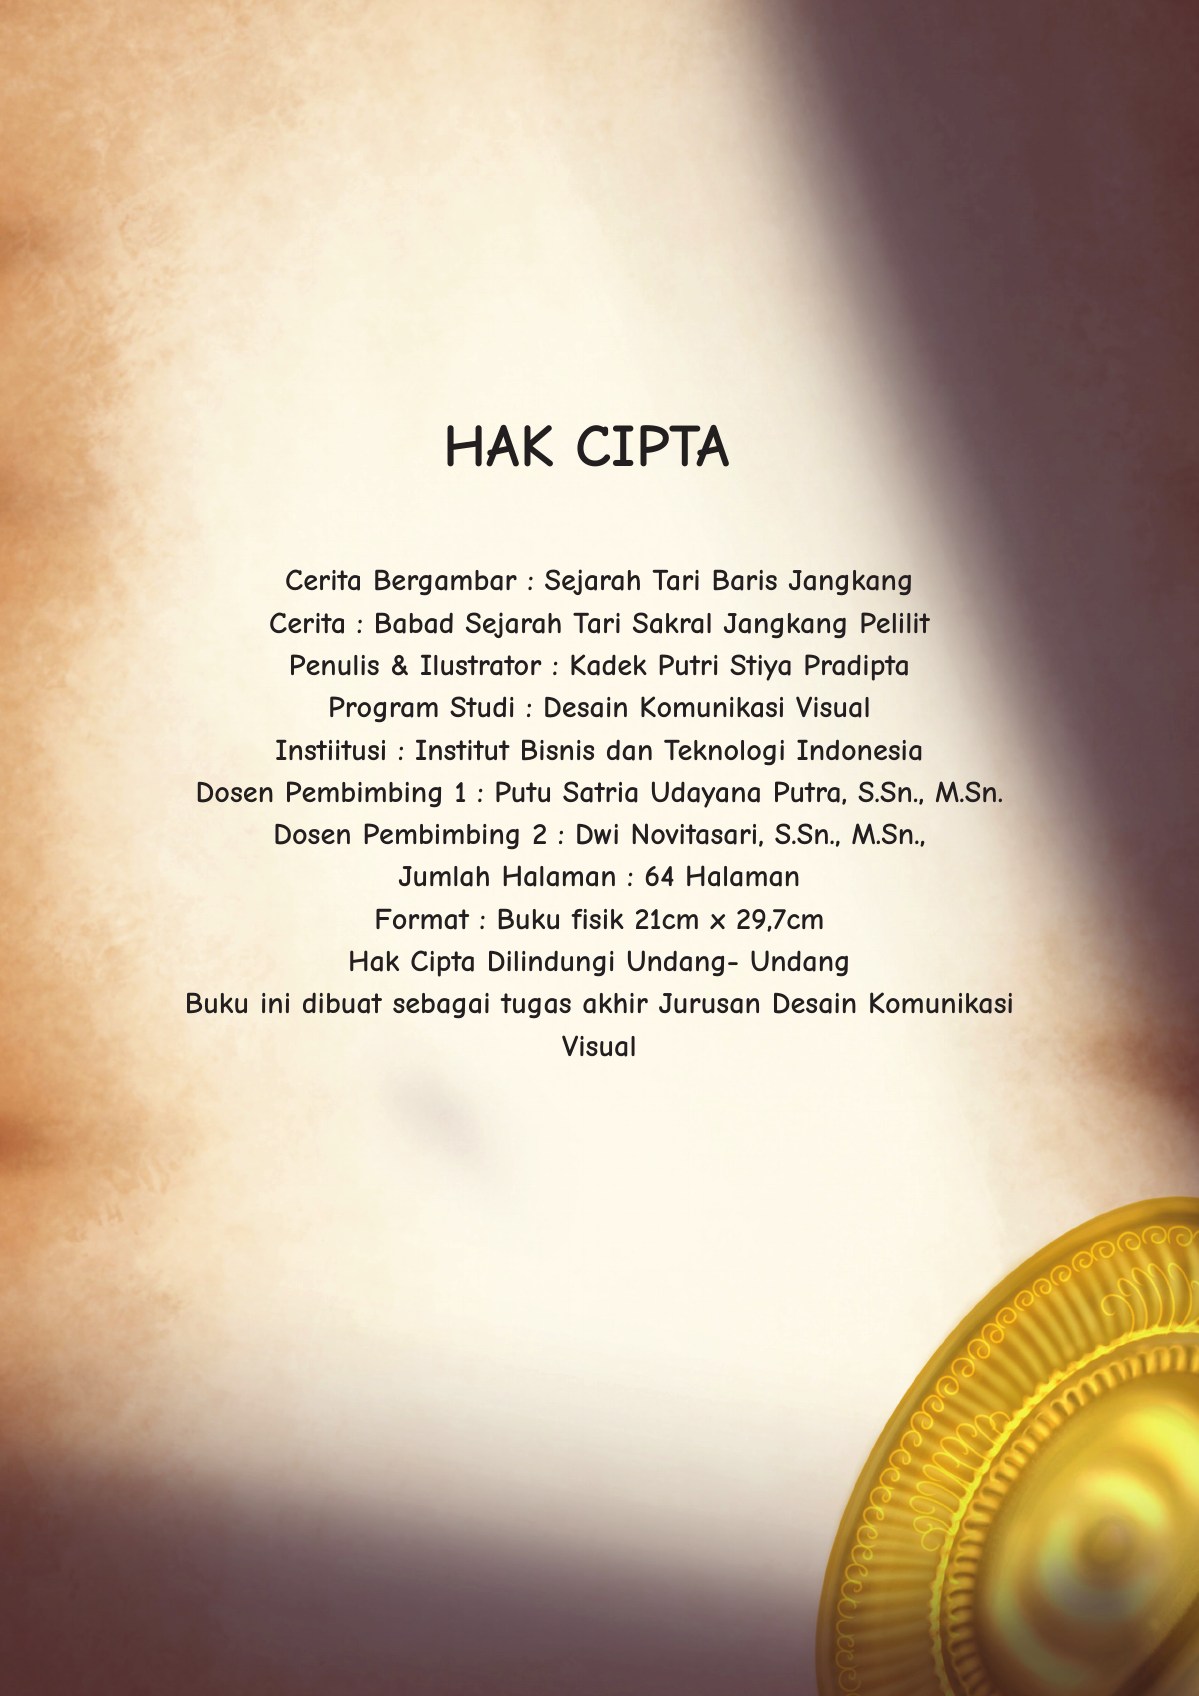 HAK CIPTA
Cerita Bergambar : Sejarah Tari Baris Jangkang
Cerita : Babad Sejarah Tari Sakral Jangkang Pelilit
Penulis & Ilustrator : Kadek Putri Stiya Pradipta
Program Studi : Desain Komunikasi Visual
Instiitusi : Institut Bisnis dan Teknologi Indonesia
Dosen Pembimbing 1 : Putu Satria Udayana Putra, S.Sn., M.Sn.
Dosen Pembimbing 2 : Dwi Novitasari, S.Sn., M.Sn.,
Jumlah Halaman : 64 Halaman
Format : Buku fisik 21cm x 29,7cm
Hak Cipta Dilindungi Undang- Undang
Buku ini dibuat sebagai tugas akhir Jurusan Desain Komunikasi
Visual